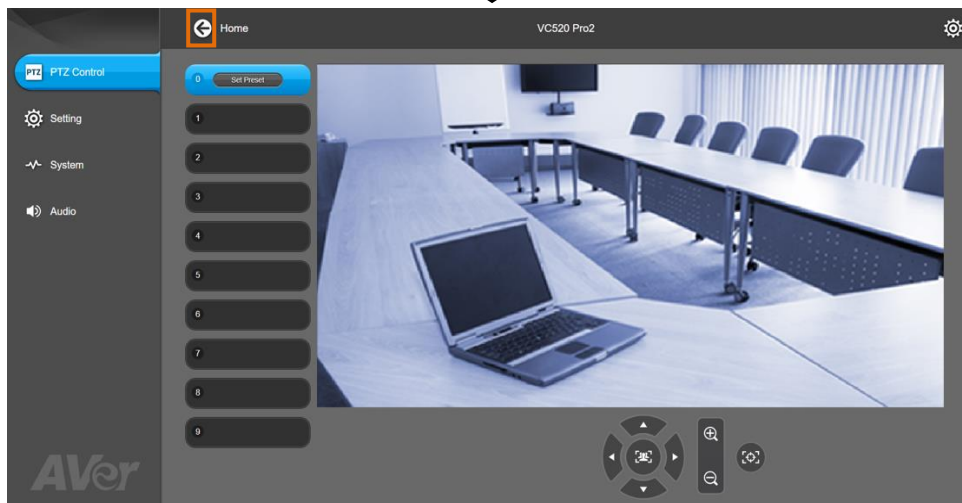 Home
VC520 Pro2
PTZ PTZ Control
Setting
System
Audio
0 Set Preset
1
2
3
4
5
6
7
8
9
AVer